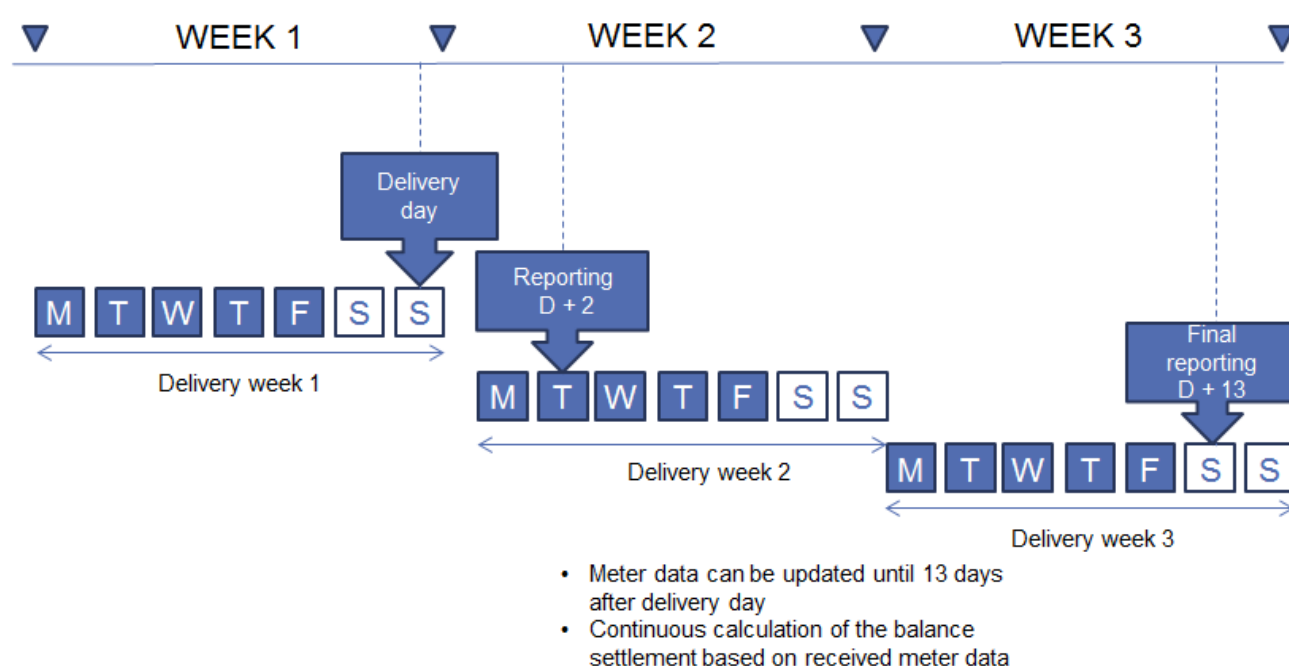 WEEK 1
WEEK 2
WEEK 3
Delivery
day
Reporting
D + 2
Final
reporting
D + 13
M T W T F S S
Delivery week 1
M T W T F S S
Delivery week 2
M T W T F S S
Delivery week 3
• Meter data can be updated until 13 days
after delivery day
• Continuous calculation of the balance
settlement based on received meter data